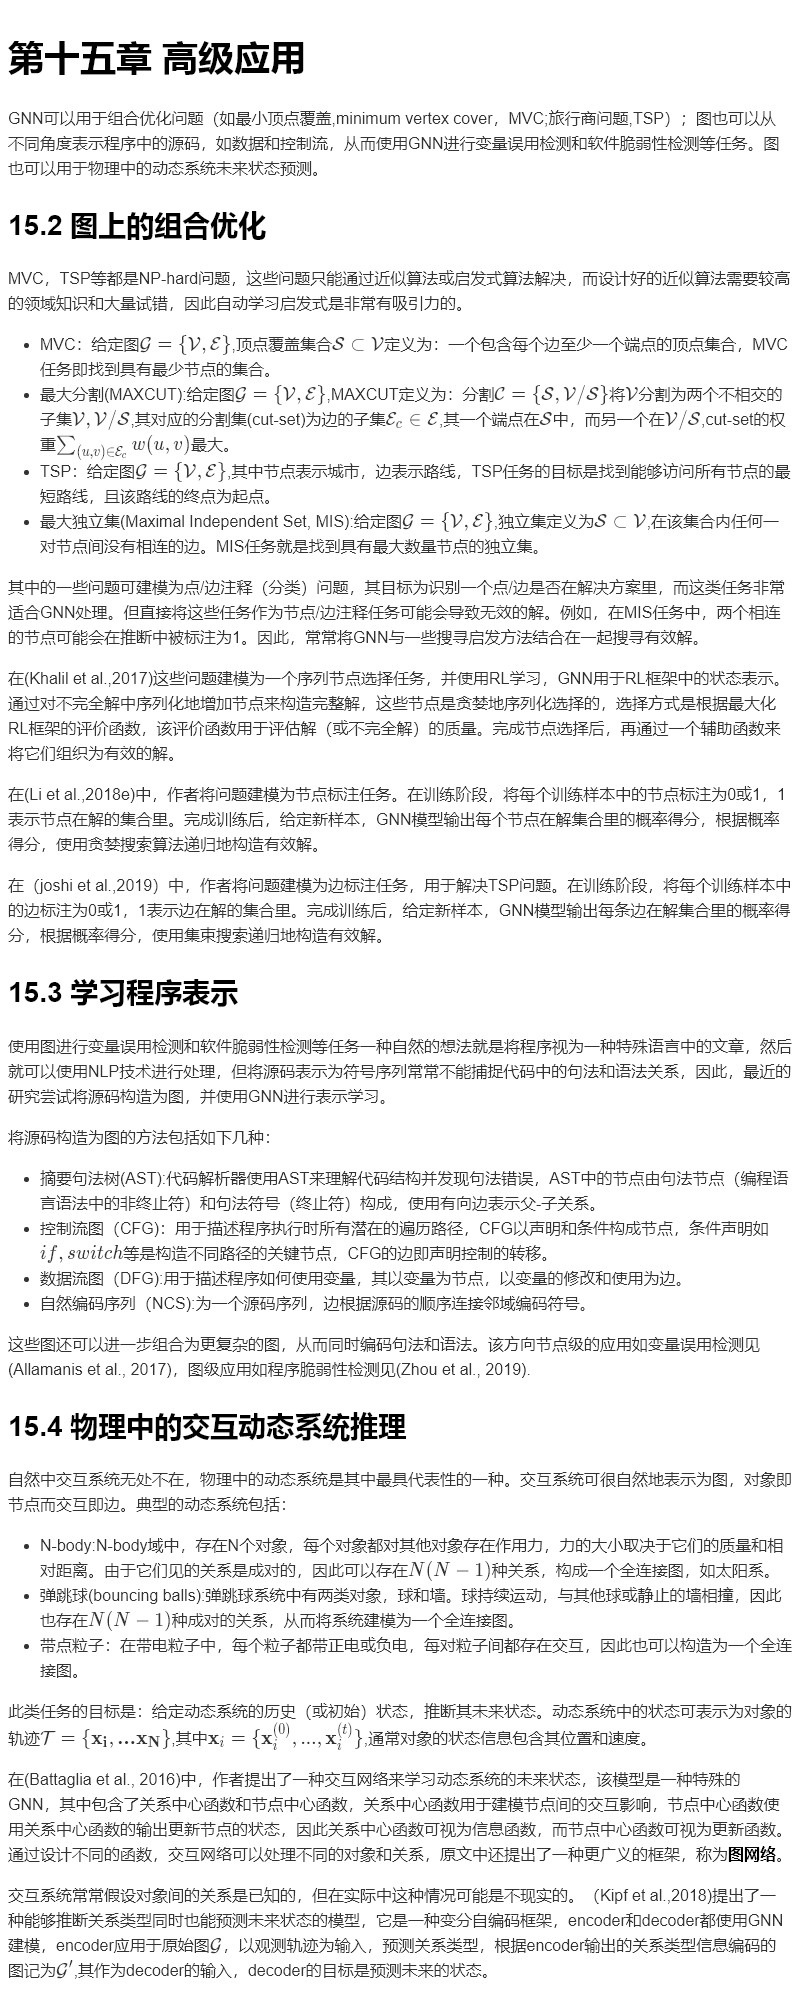 第十五章 高级应用
GNN可以用于组合优化问题（如最小顶点覆盖,minimum vertex cover，MVC;旅行商问题,TSP）；图也可以从
不同角度表示程序中的源码，如数据和控制流，从而使用GNN进行变量误用检测和软件脆弱性检测等任务。图
也可以用于物理中的动态系统未来状态预测。
15.2 图上的组合优化
MVC，TSP等都是NP-hard问题，这些问题只能通过近似算法或启发式算法解决，而设计好的近似算法需要较高
的领域知识和大量试错，因此自动学习启发式是非常有吸引力的。
• MVC：给定图𝒢 = {𝒱, ℰ},顶点覆盖集合𝒮 ⊂ 𝒱定义为：一个包含每个边至少一个端点的顶点集合，MVC
任务即找到具有最少节点的集合。
• 最大分割(MAXCUT):给定图𝒢 = {𝒱, ℰ},MAXCUT定义为：分割𝒞 = {𝒮, 𝒱/𝒮}将𝒱分割为两个不相交的
子集𝒱, 𝒱/𝒮,其对应的分割集(cut-set)为边的子集ℰ_c ∈ ℰ,其一个端点在𝒮中，而另一个在𝒱/𝒮,cut-set的权
重∑_{(u,v)∈ℰ_c} w(u, v)最大。
• TSP：给定图𝒢 = {𝒱, ℰ},其中节点表示城市，边表示路线，TSP任务的目标是找到能够访问所有节点的最
短路线，且该路线的终点为起点。
• 最大独立集(Maximal Independent Set, MIS):给定图𝒢 = {𝒱, ℰ},独立集定义为𝒮 ⊂ 𝒱,在该集合内任何一
对节点间没有相连的边。MIS任务就是找到具有最大数量节点的独立集。
其中的一些问题可建模为点/边注释（分类）问题，其目标为识别一个点/边是否在解决方案里，而这类任务非常
适合GNN处理。但直接将这些任务作为节点/边注释任务可能会导致无效的解。例如，在MIS任务中，两个相连
的节点可能会在推断中被标注为1。因此，常常将GNN与一些搜寻启发方法结合在一起搜寻有效解。
在(Khalil et al.,2017)这些问题建模为一个序列节点选择任务，并使用RL学习，GNN用于RL框架中的状态表示。
通过对不完全解中序列化地增加节点来构造完整解，这些节点是贪婪地序列化选择的，选择方式是根据最大化
RL框架的评价函数，该评价函数用于评估解（或不完全解）的质量。完成节点选择后，再通过一个辅助函数来
将它们组织为有效的解。
在(Li et al.,2018e)中，作者将问题建模为节点标注任务。在训练阶段，将每个训练样本中的节点标注为0或1，1
表示节点在解的集合里。完成训练后，给定新样本，GNN模型输出每个节点在解集合里的概率得分，根据概率
得分，使用贪婪搜索算法递归地构造有效解。
在（joshi et al.,2019）中，作者将问题建模为边标注任务，用于解决TSP问题。在训练阶段，将每个训练样本中
的边标注为0或1，1表示边在解的集合里。完成训练后，给定新样本，GNN模型输出每条边在解集合里的概率得
分，根据概率得分，使用集束搜索递归地构造有效解。
15.3 学习程序表示
使用图进行变量误用检测和软件脆弱性检测等任务一种自然的想法就是将程序视为一种特殊语言中的文章，然后
就可以使用NLP技术进行处理，但将源码表示为符号序列常常不能捕捉代码中的句法和语法关系，因此，最近的
研究尝试将源码构造为图，并使用GNN进行表示学习。
将源码构造为图的方法包括如下几种：
• 摘要句法树(AST):代码解析器使用AST来理解代码结构并发现句法错误，AST中的节点由句法节点（编程语
言语法中的非终止符）和句法符号（终止符）构成，使用有向边表示父-子关系。
• 控制流图（CFG）：用于描述程序执行时所有潜在的遍历路径，CFG以声明和条件构成节点，条件声明如
if, switch等是构造不同路径的关键节点，CFG的边即声明控制的转移。
• 数据流图（DFG):用于描述程序如何使用变量，其以变量为节点，以变量的修改和使用为边。
• 自然编码序列（NCS):为一个源码序列，边根据源码的顺序连接邻域编码符号。
这些图还可以进一步组合为更复杂的图，从而同时编码句法和语法。该方向节点级的应用如变量误用检测见
(Allamanis et al., 2017)，图级应用如程序脆弱性检测见(Zhou et al., 2019).
15.4 物理中的交互动态系统推理
自然中交互系统无处不在，物理中的动态系统是其中最具代表性的一种。交互系统可很自然地表示为图，对象即
节点而交互即边。典型的动态系统包括：
• N-body:N-body域中，存在N个对象，每个对象都对其他对象存在作用力，力的大小取决于它们的质量和相
对距离。由于它们见的关系是成对的，因此可以存在N(N − 1)种关系，构成一个全连接图，如太阳系。
• 弹跳球(bouncing balls):弹跳球系统中有两类对象，球和墙。球持续运动，与其他球或静止的墙相撞，因此
也存在N(N − 1)种成对的关系，从而将系统建模为一个全连接图。
• 带点粒子：在带电粒子中，每个粒子都带正电或负电，每对粒子间都存在交互，因此也可以构造为一个全连
接图。
此类任务的目标是：给定动态系统的历史（或初始）状态，推断其未来状态。动态系统中的状态可表示为对象的
轨迹𝒯 = {𝐱_𝐢, …𝐱_𝐍},其中𝐱_i = {𝐱_i^{(0)}, ..., 𝐱_i^{(t)}},通常对象的状态信息包含其位置和速度。
在(Battaglia et al., 2016)中，作者提出了一种交互网络来学习动态系统的未来状态，该模型是一种特殊的
GNN，其中包含了关系中心函数和节点中心函数，关系中心函数用于建模节点间的交互影响，节点中心函数使
用关系中心函数的输出更新节点的状态，因此关系中心函数可视为信息函数，而节点中心函数可视为更新函数。
通过设计不同的函数，交互网络可以处理不同的对象和关系，原文中还提出了一种更广义的框架，称为图网络。
交互系统常常假设对象间的关系是已知的，但在实际中这种情况可能是不现实的。（Kipf et al.,2018)提出了一
种能够推断关系类型同时也能预测未来状态的模型，它是一种变分自编码框架，encoder和decoder都使用GNN
建模，encoder应用于原始图𝒢，以观测轨迹为输入，预测关系类型，根据encoder输出的关系类型信息编码的
图记为𝒢′,其作为decoder的输入，decoder的目标是预测未来的状态。